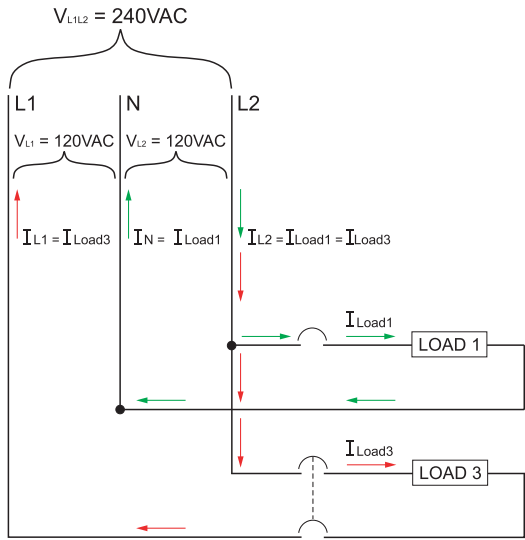 VL1L2 = 240VAC
L1 N L2
VL1 = 120VAC VL2 = 120VAC
IL1 = ILoad3 IN = ILoad1 IL2 = ILoad1 = ILoad3
ILoad1
LOAD 1
ILoad3
LOAD 3